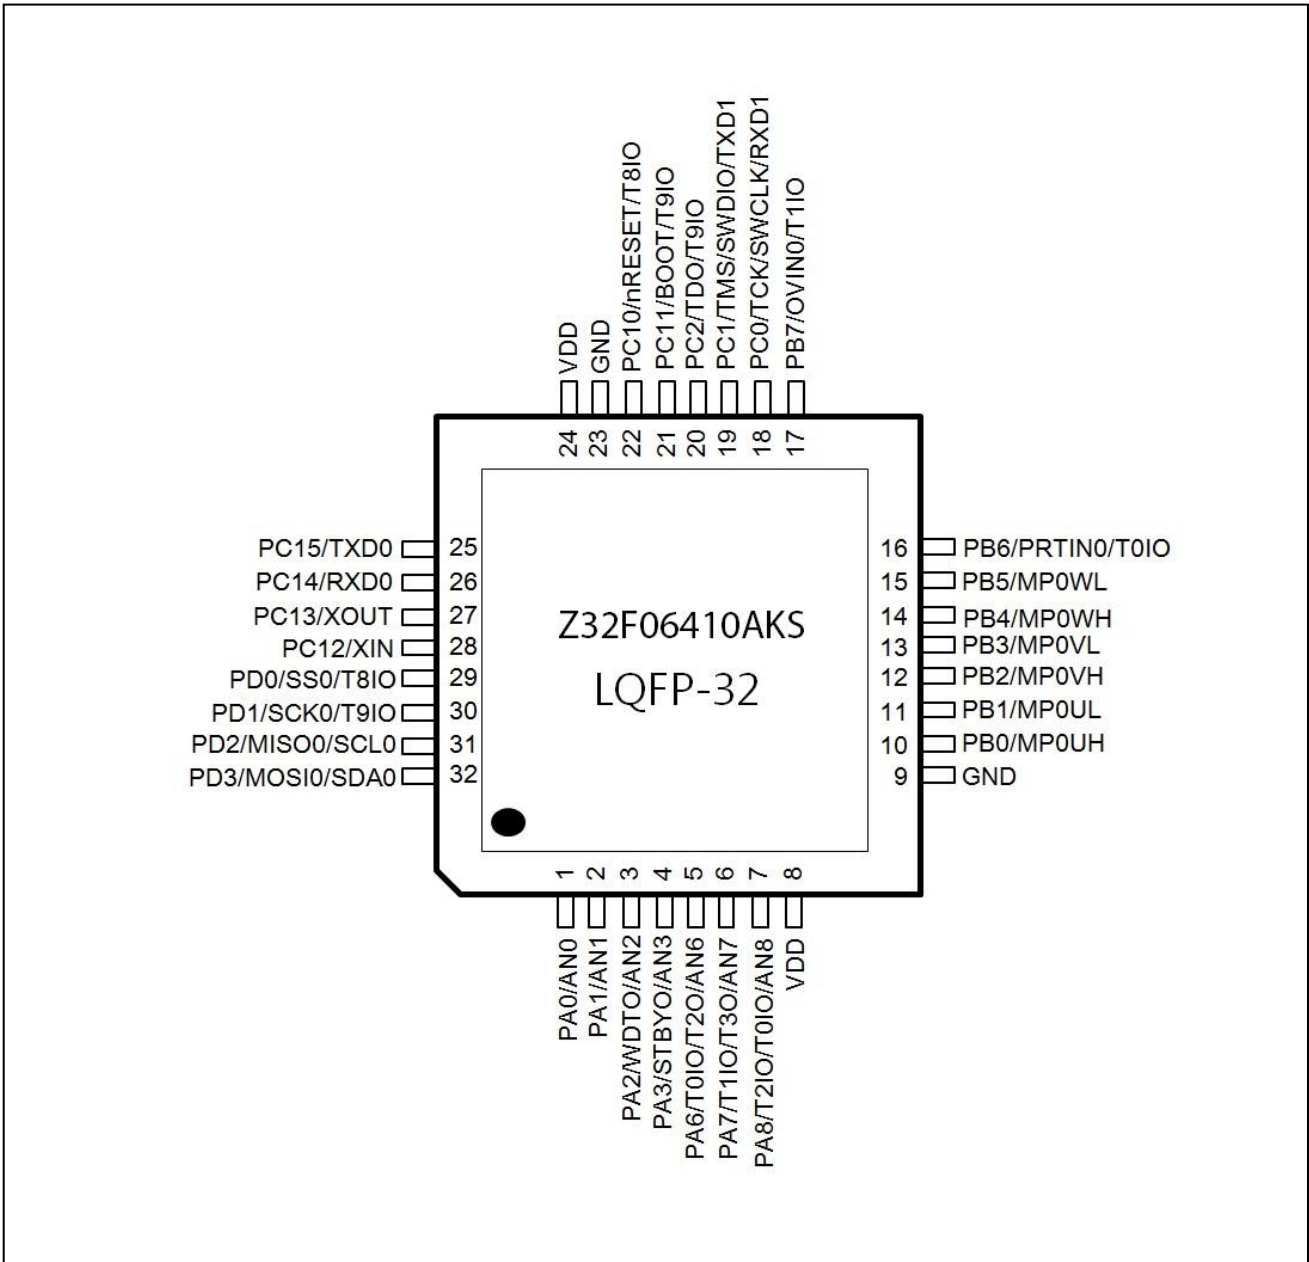 VDD
GND
PC10/nRESET/T8IO
PC11/BOOT/T9IO
PC2/TDO/T9IO
PC1/TMS/SWDIO/TXD1
PC0/TCK/SWCLK/RXD1
PB7/OVIN0/T1IO
24
23
22
21
20
19
18
17
PC15/TXD0 25
PC14/RXD0 26
PC13/XOUT 27
PC12/XIN 28
PD0/SS0/T8IO 29
PD1/SCK0/T9IO 30
PD2/MISO0/SCL0 31
PD3/MOSI0/SDA0 32
Z32F06410AKS
LQFP-32
16 PB6/PRTIN0/T0IO
15 PB5/MP0WL
14 PB4/MP0WH
13 PB3/MP0VL
12 PB2/MP0VH
11 PB1/MP0UL
10 PB0/MP0UH
9 GND
1
2
3
4
5
6
7
8
PA0/AN0
PA1/AN1
PA2/WDTO/AN2
PA3/STBYO/AN3
PA6/T0IO/T2O/AN6
PA7/T1IO/T3O/AN7
PA8/T2IO/T0IO/AN8
VDD